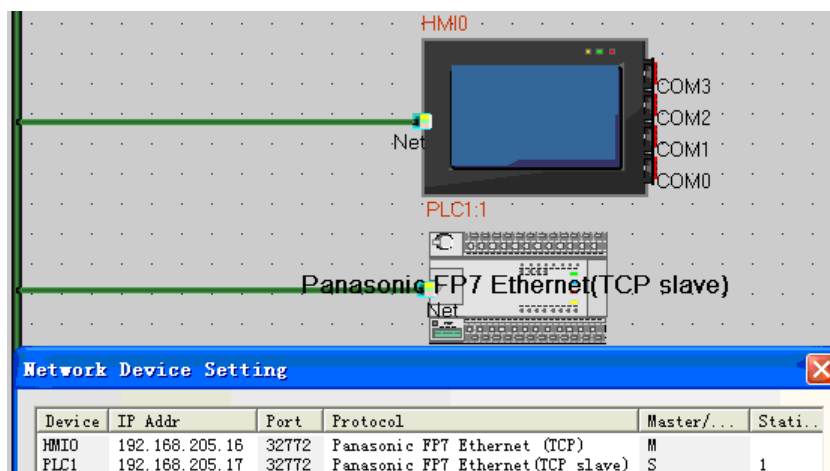 HMI0
COM3
COM2
Net
COM1
COM0
PLC1:1
Panasonic FP7 Ethernet(TCP slave)
Net
Network Device Setting
Device IP Addr Port Protocol Master/... Stati..
HMI0 192.168.205.16 32772 Panasonic FP7 Ethernet (TCP) M
PLC1 192.168.205.17 32772 Panasonic FP7 Ethernet(TCP slave) S 1